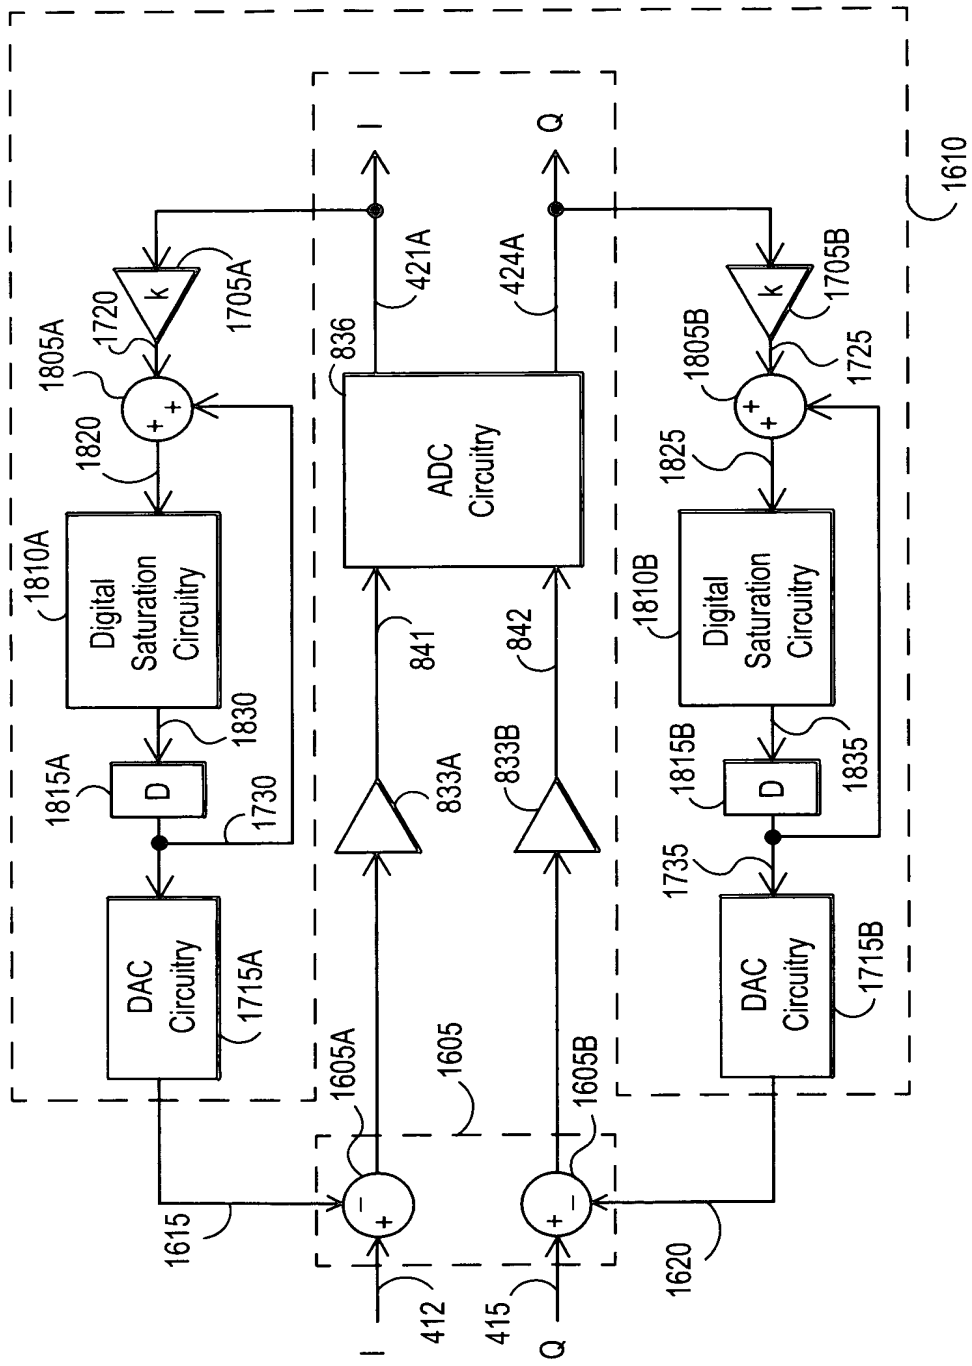 1610
I
Q
k
1705A
1720
1805A
+
+
1820
1810A
Digital
Saturation
Circuitry
1830
1815A
D
1730
DAC
Circuitry
1715A
1615
421A
424A
836
ADC
Circuitry
841
842
833A
833B
1605A
1605
1605B
−
+
+
−
412
415
I
Q
k
1705B
1725
1805B
+
+
1825
1810B
Digital
Saturation
Circuitry
1835
1815B
D
1735
DAC
Circuitry
1715B
1620